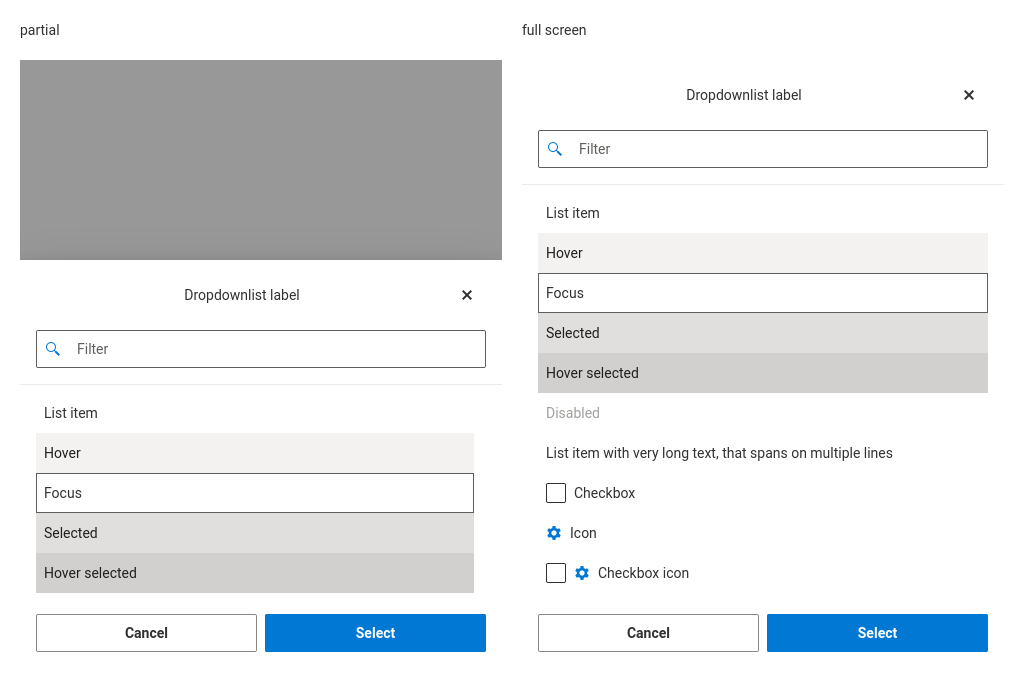 partial
Dropdownlist label
Filter
List item
Hover
Focus
Selected
Hover selected
Cancel
Select
full screen
Dropdownlist label
Filter
List item
Hover
Focus
Selected
Hover selected
Disabled
List item with very long text, that spans on multiple lines
Checkbox
Icon
Checkbox icon
Cancel
Select